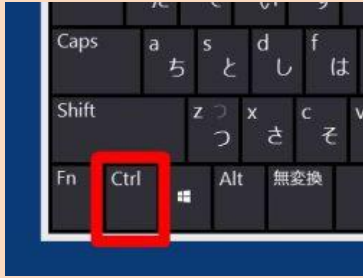 Caps a s d f
ち と し は
Shift z っ x c v
つ さ そ
Fn Ctrl Alt 無変換